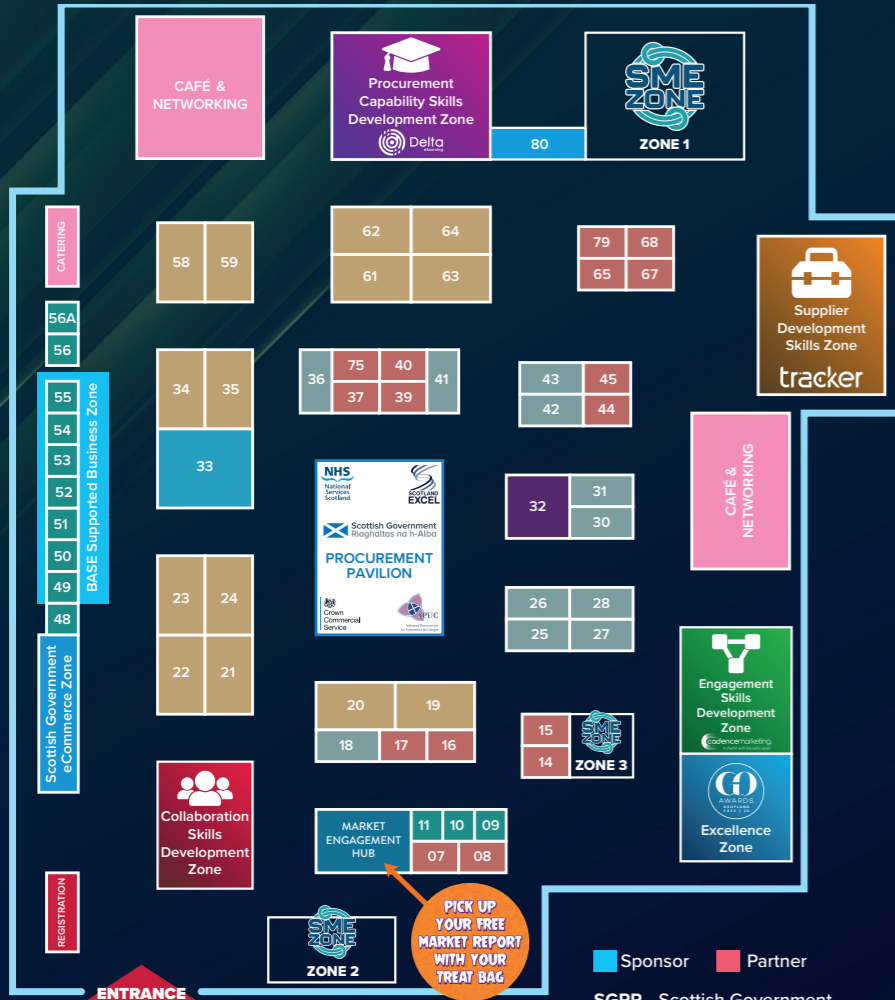 CAFÉ &
NETWORKING
Procurement
Capability Skills
Development Zone
Delta
eSourcing
80
SME
ZONE
ZONE 1
CATERING
58
59
62
64
61
63
79
68
65
67
Supplier
Development
Skills Zone
tracker
56A
56
55
54
53
52
51
50
49
48
BASE Supported Business Zone
Scottish Government
eCommerce Zone
34
35
33
36
75
40
37
39
41
43
45
42
44
CAFÉ &
NETWORKING
NHS
National
Services
Scotland
SCOTLAND
EXCEL
Scottish Government
Riaghaltas na h-Alba
PROCUREMENT
PAVILION
Crown
Commercial
Service
APUC
32
31
30
23
24
22
21
26
28
25
27
Engagement
Skills
Development
Zone
cadencemarketing
20
19
18
17
16
15
14
SME
ZONE
ZONE 3
GO
AWARDS
SCOTLAND
Excellence
Zone
Collaboration
Skills
Development
Zone
MARKET
ENGAGEMENT
HUB
11
10
09
07
08
REGISTRATION
SME
ZONE
ZONE 2
PICK UP
YOUR FREE
MARKET REPORT
WITH YOUR
TREAT BAG
ENTRANCE
Sponsor
Partner
SGPP Scottish Government